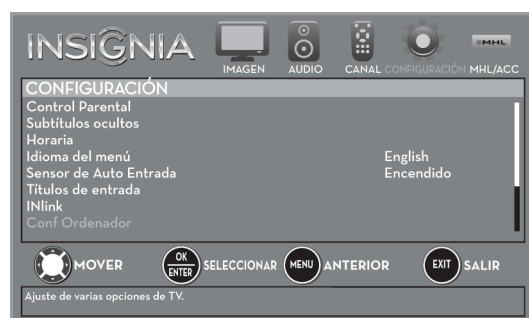 INSIGNIA
IMAGEN AUDIO CANAL CONFIGURACIÓN MHL/ACC
MHL
CONFIGURACIÓN
Control Parental
Subtítulos ocultos
Horaria
Idioma del menú English
Sensor de Auto Entrada Encendido
Títulos de entrada
INlink
Conf Ordenador
MOVER OK ENTER SELECCIONAR MENU ANTERIOR EXIT SALIR
Ajuste de varias opciones de TV.